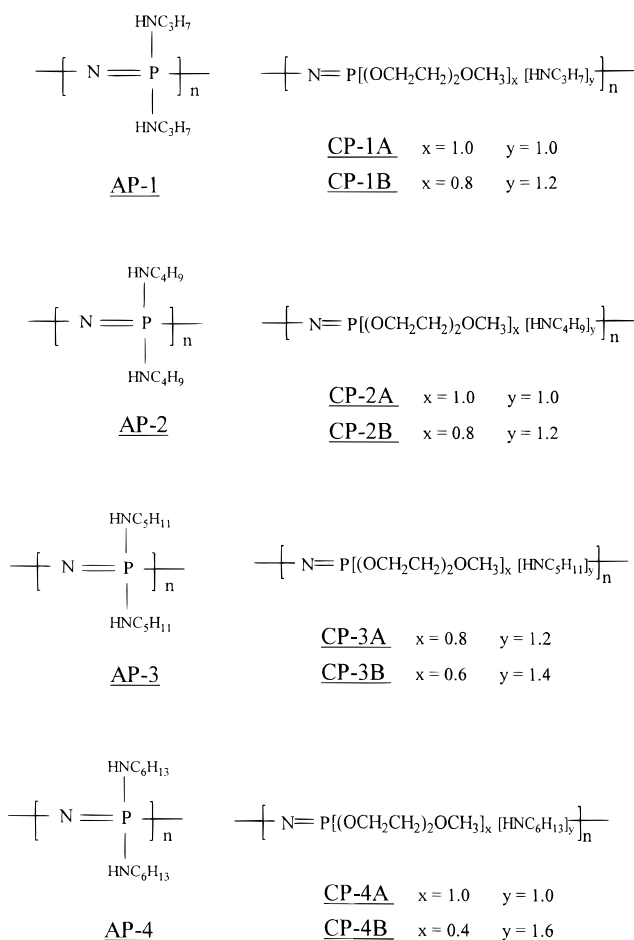 HNC₃H₇
N = P
n
HNC₃H₇
AP-1
N=P[(OCH₂CH₂)₂OCH₃]ₓ [HNC₃H₇]ᵧ
n
CP-1A x = 1.0 y = 1.0
CP-1B x = 0.8 y = 1.2
HNC₄H₉
N = P
n
HNC₄H₉
AP-2
N=P[(OCH₂CH₂)₂OCH₃]ₓ [HNC₄H₉]ᵧ
n
CP-2A x = 1.0 y = 1.0
CP-2B x = 0.8 y = 1.2
HNC₅H₁₁
N = P
n
HNC₅H₁₁
AP-3
N=P[(OCH₂CH₂)₂OCH₃]ₓ [HNC₅H₁₁]ᵧ
n
CP-3A x = 0.8 y = 1.2
CP-3B x = 0.6 y = 1.4
HNC₆H₁₃
N = P
n
HNC₆H₁₃
AP-4
N=P[(OCH₂CH₂)₂OCH₃]ₓ [HNC₆H₁₃]ᵧ
n
CP-4A x = 1.0 y = 1.0
CP-4B x = 0.4 y = 1.6